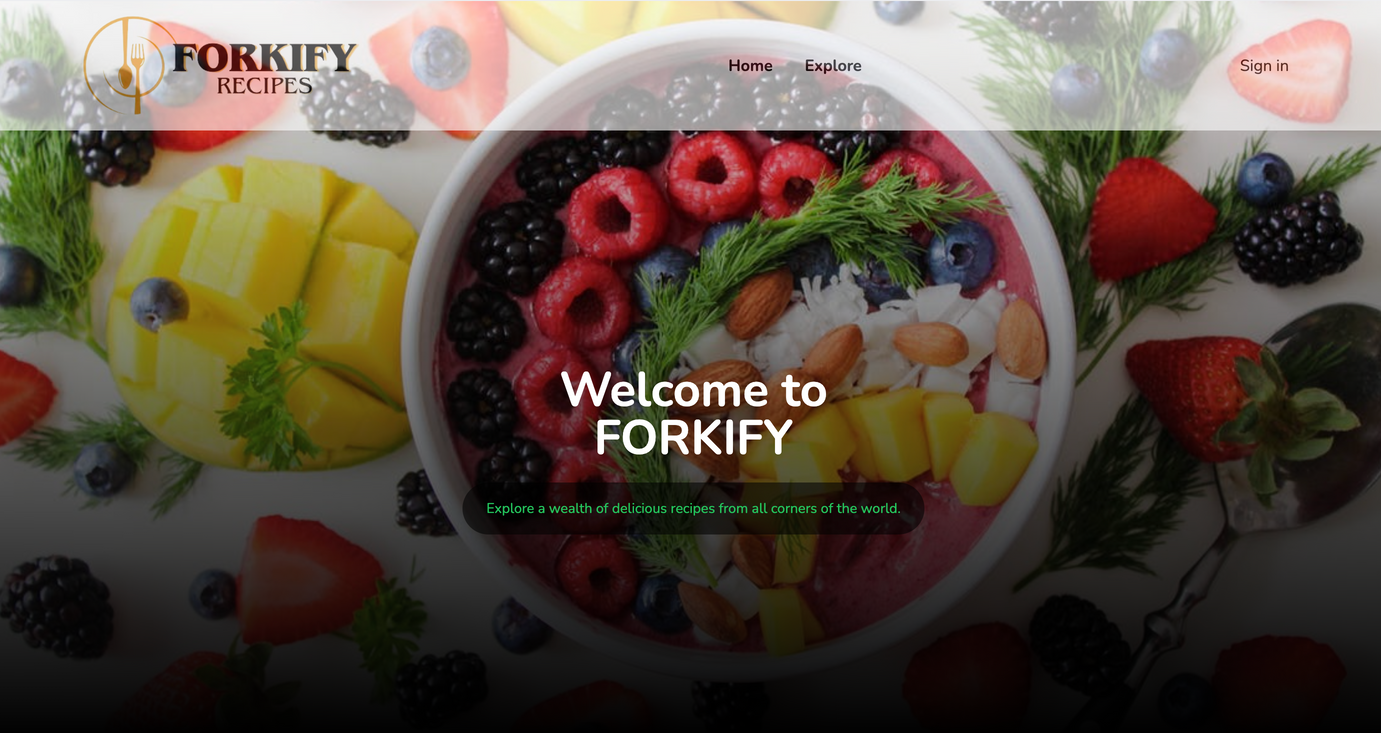 FORKIFY
RECIPES
Home
Explore
Sign in
Welcome to
FORKIFY
Explore a wealth of delicious recipes from all corners of the world.